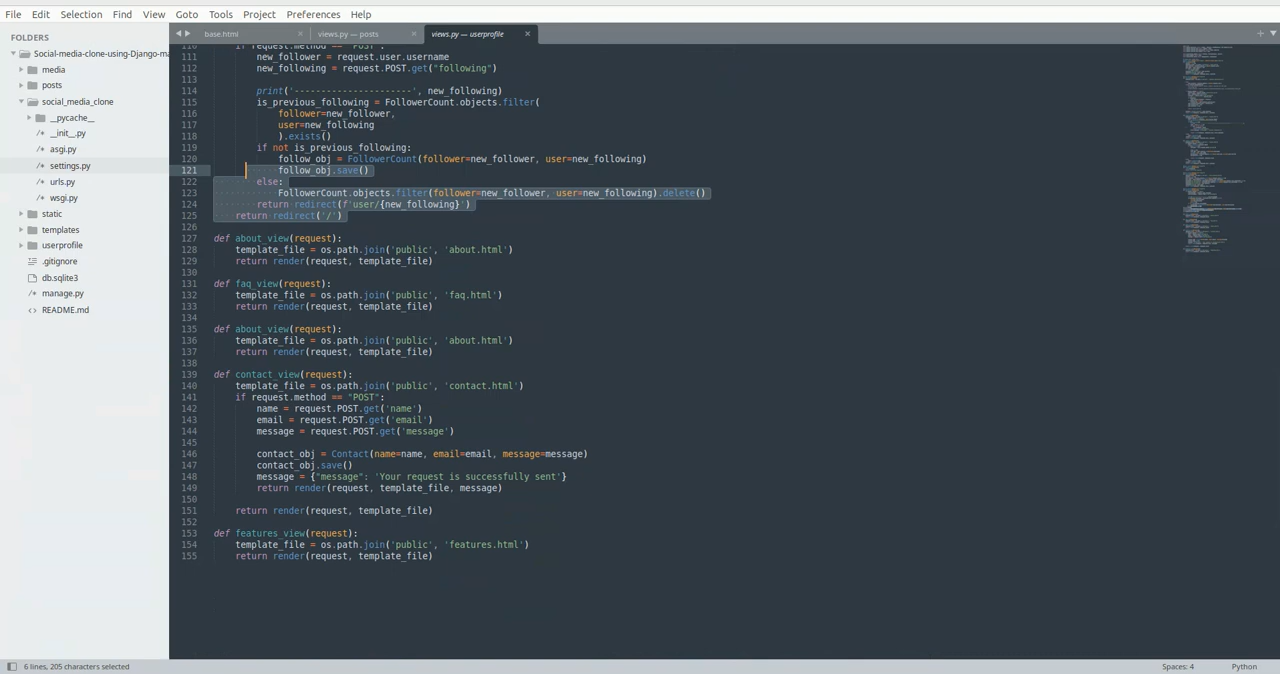 File Edit Selection Find View Goto Tools Project Preferences Help
FOLDERS
Social-media-clone-using-Django-ma
media
posts
social_media_clone
__pycache__
__init__.py
asgi.py
settings.py
urls.py
wsgi.py
static
templates
userprofile
.gitignore
db.sqlite3
manage.py
README.md
base.html
views.py — posts
views.py — userprofile
110 if request.method == "POST":
111 new_follower = request.user.username
112 new_following = request.POST.get("following")
113
114 print('----------------------', new_following)
115 is_previous_following = FollowerCount.objects.filter(
116 follower=new_follower,
117 user=new_following
118 ).exists()
119 if not is_previous_following:
120 follow_obj = FollowerCount(follower=new_follower, user=new_following)
121 follow_obj.save()
122 else:
123 FollowerCount.objects.filter(follower=new_follower, user=new_following).delete()
124 return redirect(f'user/{new_following}')
125 return redirect('/')
126
127 def about_view(request):
128 template_file = os.path.join('public', 'about.html')
129 return render(request, template_file)
130
131 def faq_view(request):
132 template_file = os.path.join('public', 'faq.html')
133 return render(request, template_file)
134
135 def about_view(request):
136 template_file = os.path.join('public', 'about.html')
137 return render(request, template_file)
138
139 def contact_view(request):
140 template_file = os.path.join('public', 'contact.html')
141 if request.method == "POST":
142 name = request.POST.get('name')
143 email = request.POST.get('email')
144 message = request.POST.get('message')
145
146 contact_obj = Contact(name=name, email=email, message=message)
147 contact_obj.save()
148 message = {"message": 'Your request is successfully sent'}
149 return render(request, template_file, message)
150
151 return render(request, template_file)
152
153 def features_view(request):
154 template_file = os.path.join('public', 'features.html')
155 return render(request, template_file)
6 lines, 205 characters selected
Spaces: 4
Python